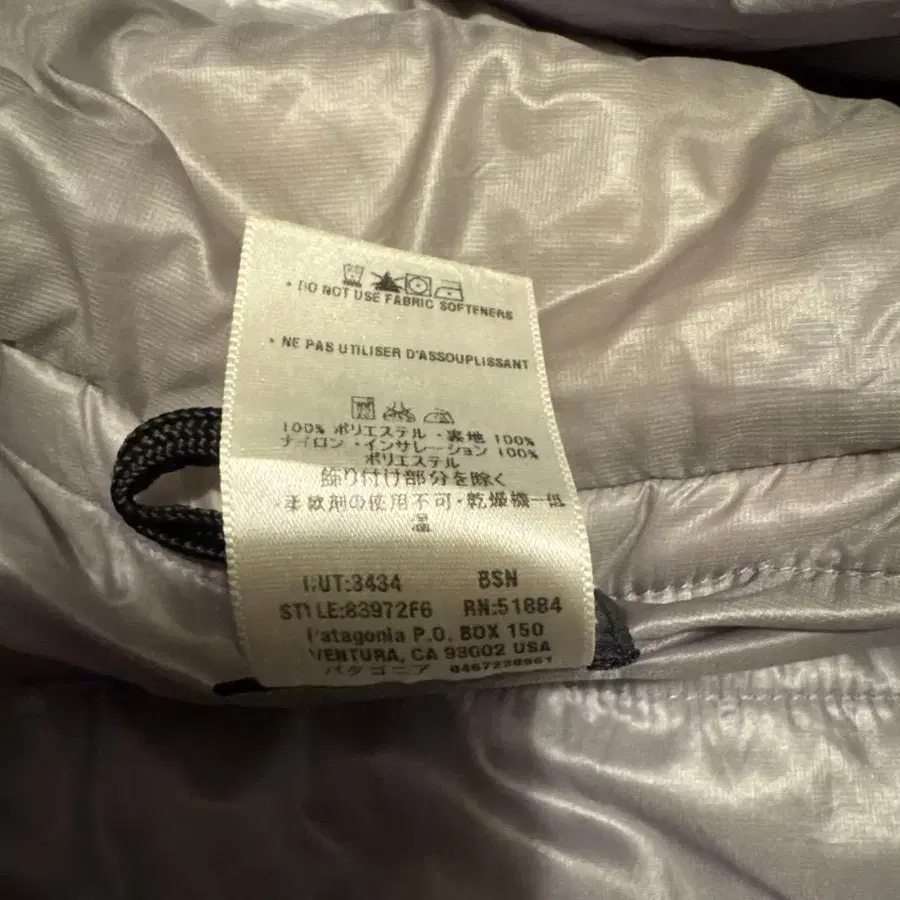 • DO NOT USE FABRIC SOFTENERS
• NE PAS UTILISER D'ASSOUPLISSANT
100% ポリエステル・裏地 100%
ナイロン・インサレーション 100%
ポリエステル
飾り付け部分を除く
・柔軟剤の使用不可・乾燥機－低
温
CUT:3434 BSN
STYLE:83972F6 RN:51884
Patagonia P.O. BOX 150
VENTURA, CA 93002 USA
パタゴニア